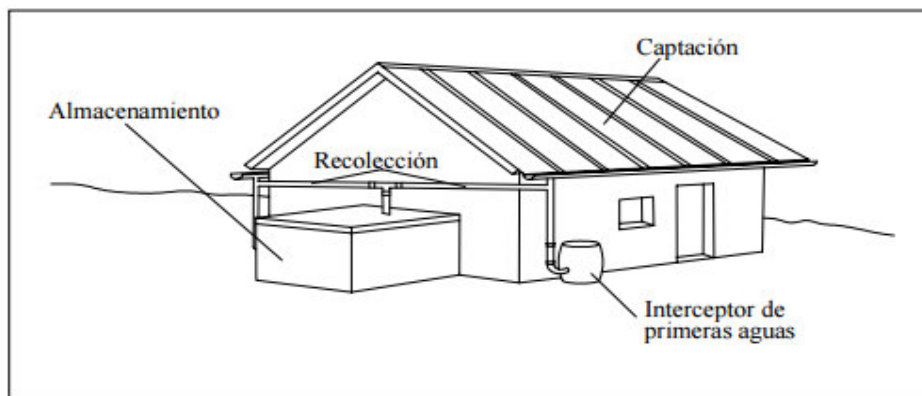 Captación
Almacenamiento
Recolección
Interceptor de
primeras aguas